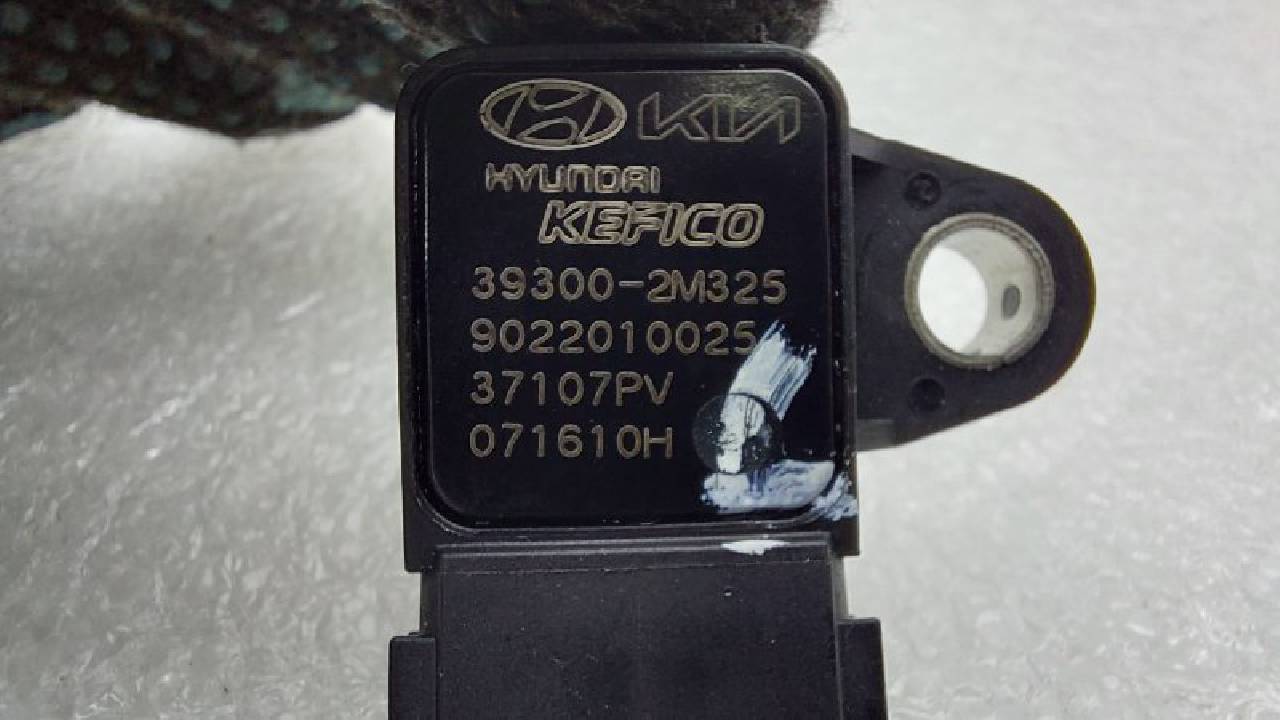 KIA
HYUNDAI
KEFICO
39300-2M325
9022010025
37107PV
071610H